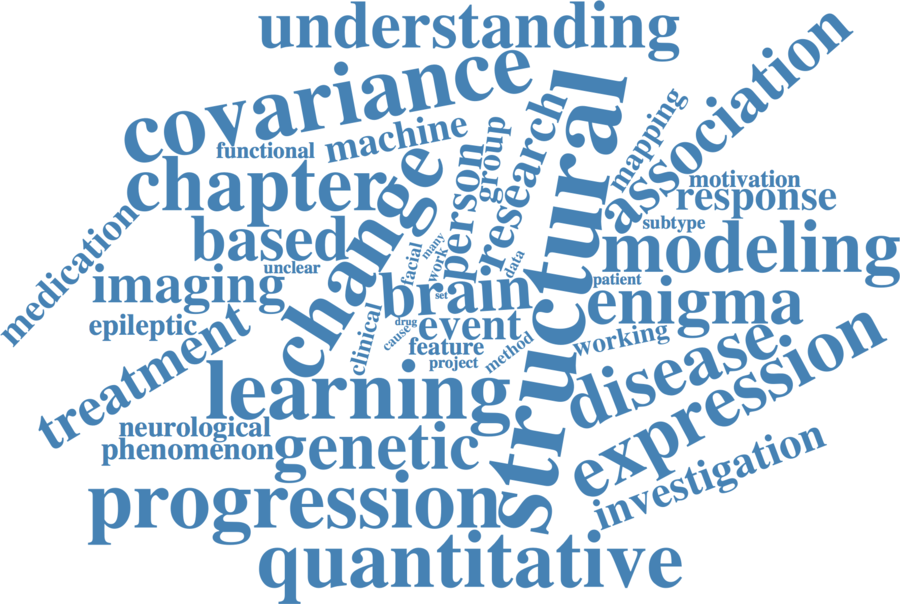 understanding
covariance
association
structural
functional
machine
group
research
mapping
chapter
change
person
motivation
response
subtype
medication
based
unclear
facial
many
work
data
modeling
imaging
brain
set
patient
enigma
epileptic
clinical
drug
cause
event
feature
project
method
working
treatment
learning
disease
expression
neurological
phenomenon
genetic
investigation
progression
quantitative